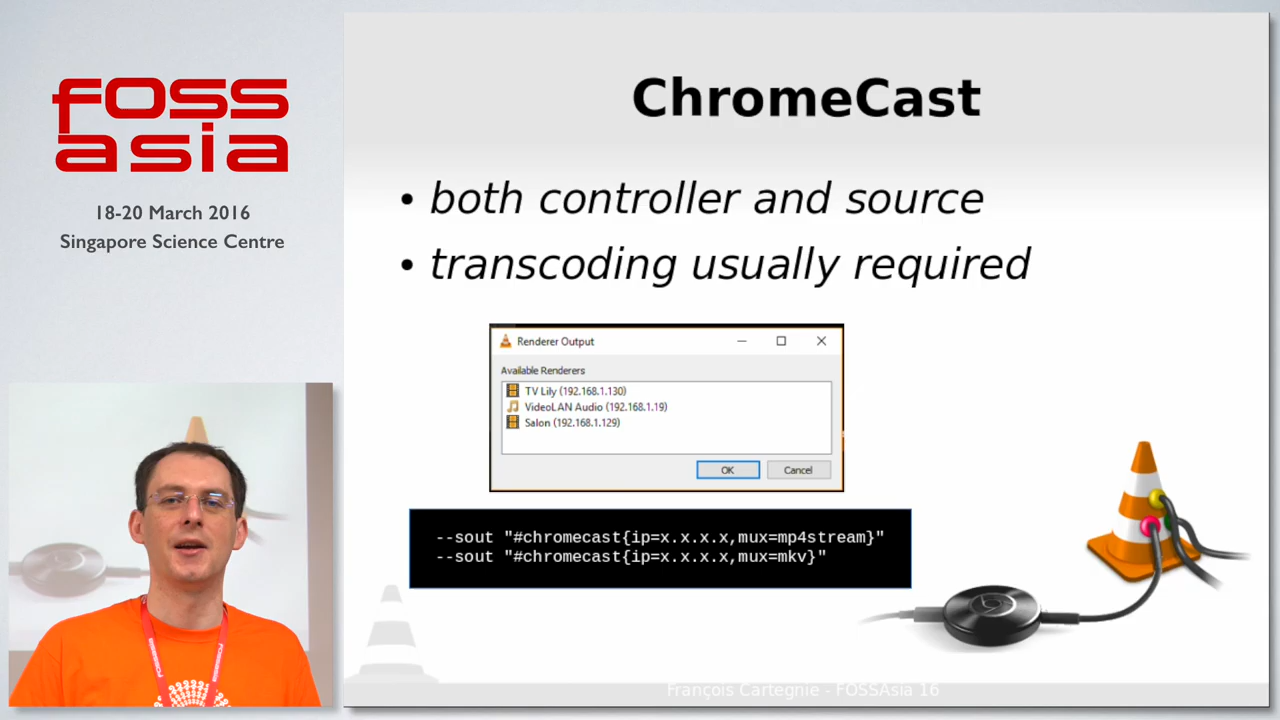 FOSS
asia
18-20 March 2016
Singapore Science Centre
ChromeCast
• both controller and source
• transcoding usually required
Renderer Output
Available Renderers
TV Lily (192.168.1.130)
VideoLAN Audio (192.168.1.19)
Salon (192.168.1.129)
OK Cancel
--sout "#chromecast{ip=x.x.x.x,mux=mp4stream}"
--sout "#chromecast{ip=x.x.x.x,mux=mkv}"
François Cartegnie - FOSSAsia 16